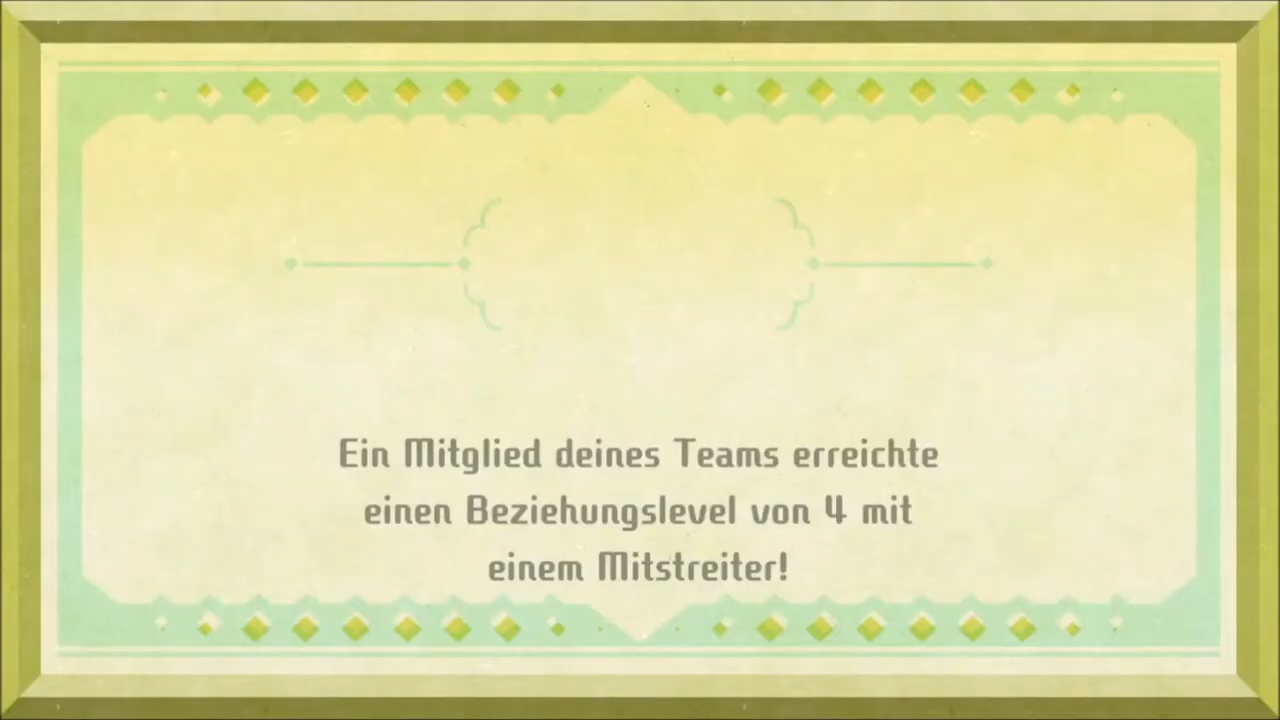 Ein Mitglied deines Teams erreichte
einen Beziehungslevel von 4 mit
einem Mitstreiter!